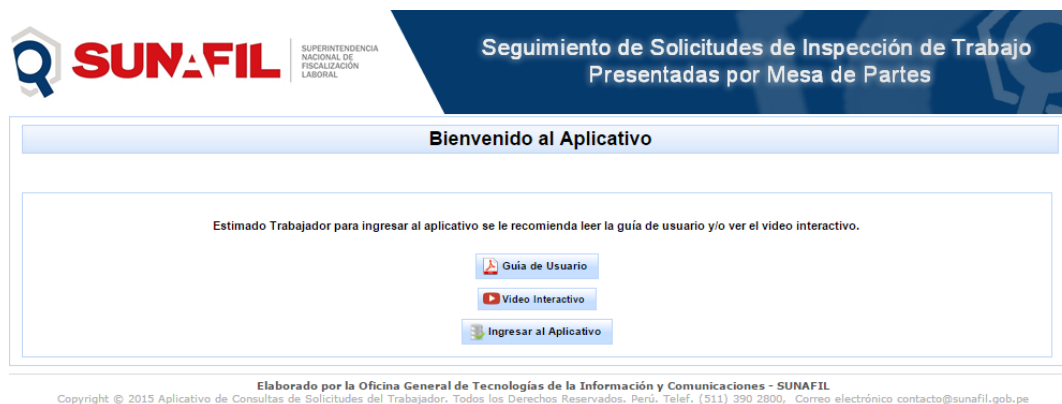 SUNAFIL
SUPERINTENDENCIA
NACIONAL DE
FISCALIZACIÓN
LABORAL
Seguimiento de Solicitudes de Inspección de Trabajo
Presentadas por Mesa de Partes
Bienvenido al Aplicativo
Estimado Trabajador para ingresar al aplicativo se le recomienda leer la guía de usuario y/o ver el video interactivo.
Guia de Usuario
Video Interactivo
Ingresar al Aplicativo
Elaborado por la Oficina General de Tecnologías de la Información y Comunicaciones - SUNAFIL
Copyright © 2015 Aplicativo de Consultas de Solicitudes del Trabajador. Todos los Derechos Reservados. Perú. Telef. (511) 390 2800, Correo electrónico contacto@sunafil.gob.pe